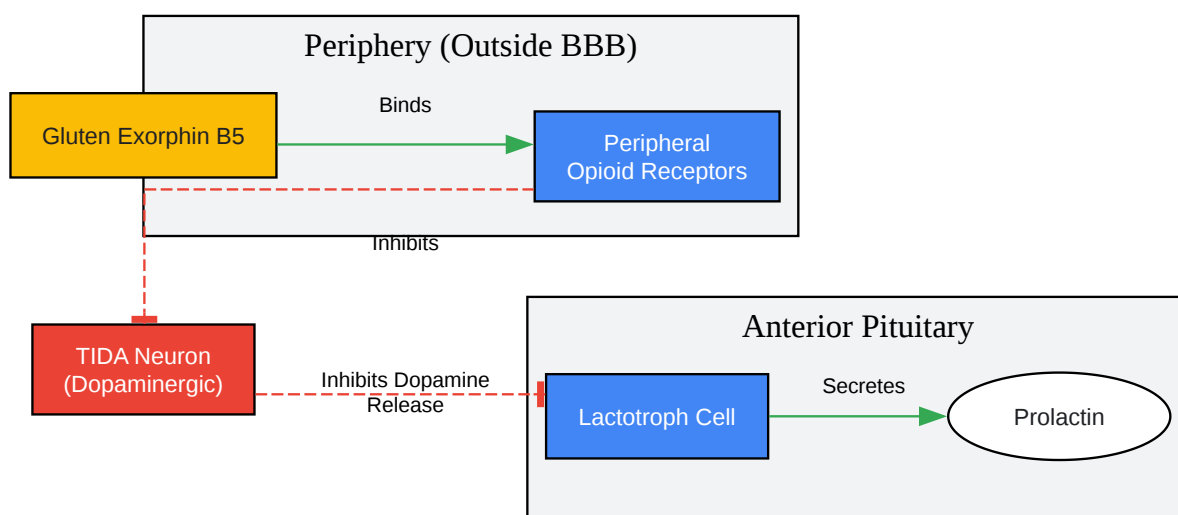 Periphery (Outside BBB)
Gluten Exorphin B5
Binds
Peripheral
Opioid Receptors
Inhibits
TIDA Neuron
(Dopaminergic)
Inhibits Dopamine
Release
Anterior Pituitary
Lactotroph Cell
Secretes
Prolactin